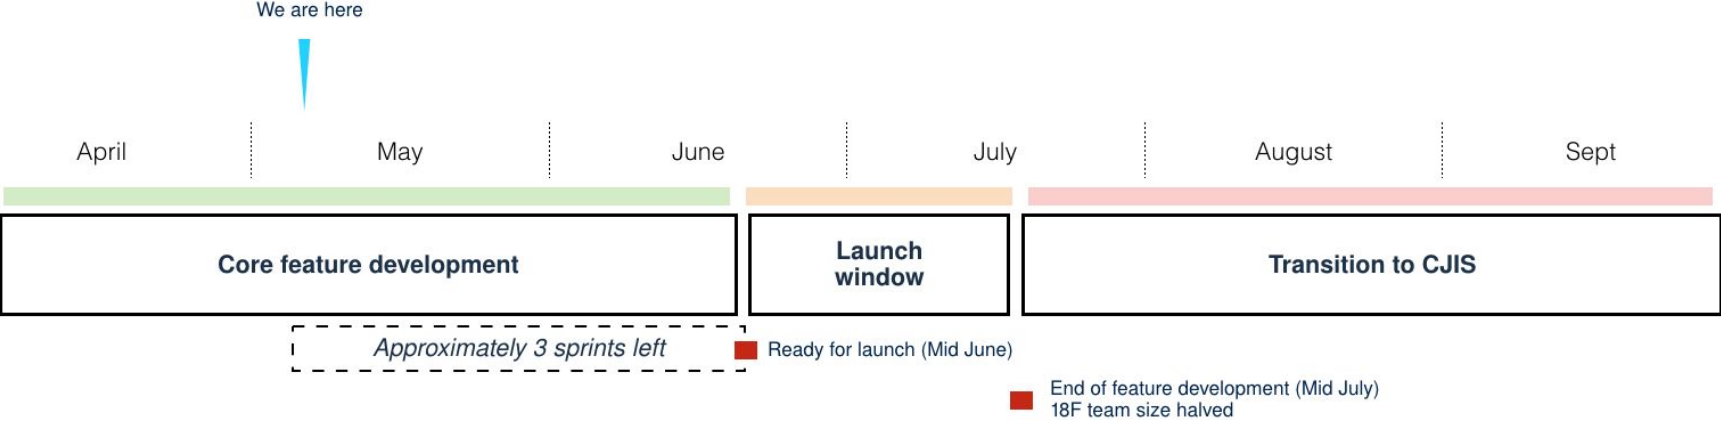 We are here
April
May
June
July
August
Sept
Core feature development
Launch
window
Transition to CJIS
Approximately 3 sprints left
Ready for launch (Mid June)
End of feature development (Mid July)
18F team size halved